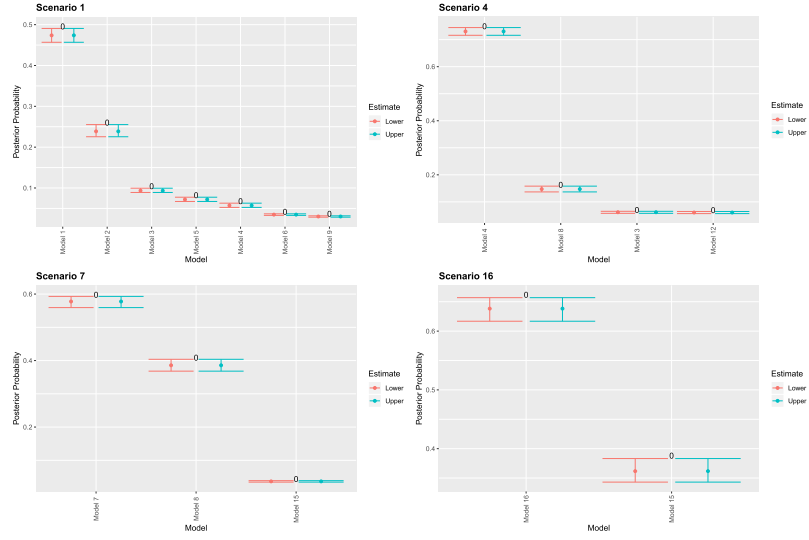 Scenario 1
Posterior Probability
0.5
0.4
0.3
0.2
0.1
0
0
0
0
0
0
0
Model 1
Model 2
Model 3
Model 5
Model 4
Model 6
Model 9
Model
Estimate
Lower
Upper
Scenario 4
Posterior Probability
0.6
0.4
0.2
0
0
0
0
Model 4
Model 8
Model 3
Model 12
Model
Estimate
Lower
Upper
Scenario 7
Posterior Probability
0.6
0.4
0.2
0
0
0
Model 7
Model 8
Model 15
Model
Estimate
Lower
Upper
Scenario 16
Posterior Probability
0.6
0.5
0.4
0
0
Model 16
Model 15
Model
Estimate
Lower
Upper